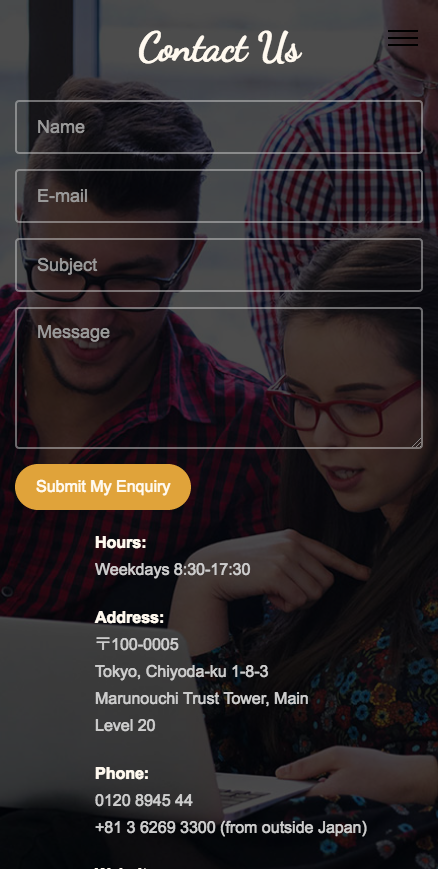 Contact Us
Name
E-mail
Subject
Message
Submit My Enquiry
Hours:
Weekdays 8:30-17:30
Address:
〒100-0005
Tokyo, Chiyoda-ku 1-8-3
Marunouchi Trust Tower, Main
Level 20
Phone:
0120 8945 44
+81 3 6269 3300 (from outside Japan)